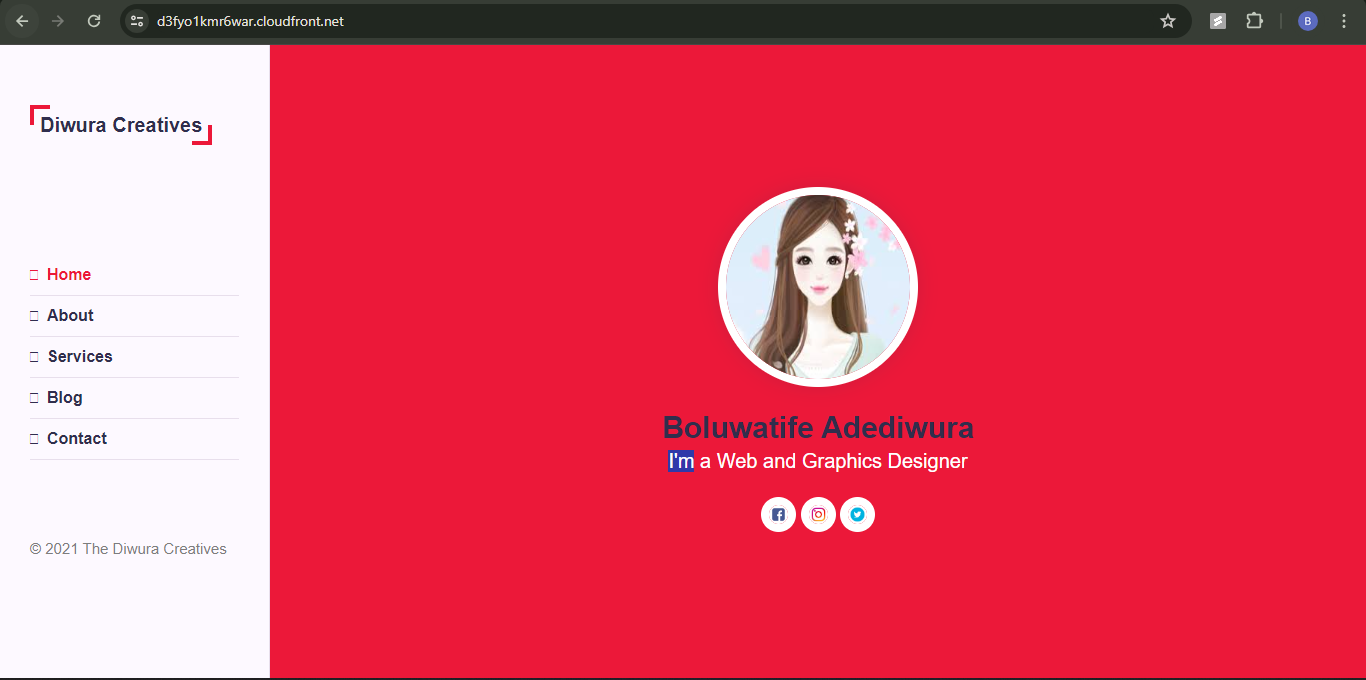 d3fyo1kmr6war.cloudfront.net
B
Diwura Creatives
Home
About
Services
Blog
Contact
© 2021 The Diwura Creatives
Boluwatife Adediwura
I'm a Web and Graphics Designer